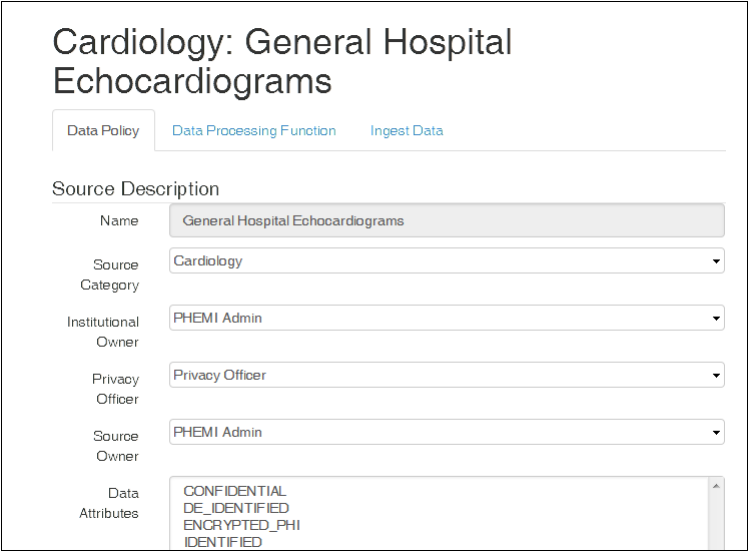 Cardiology: General Hospital
Echocardiograms
Data Policy
Data Processing Function
Ingest Data
Source Description
Name
General Hospital Echocardiograms
Source
Category
Cardiology
Institutional
Owner
PHEMI Admin
Privacy
Officer
Privacy Officer
Source
Owner
PHEMI Admin
Data
Attributes
CONFIDENTIAL
DE_IDENTIFIED
ENCRYPTED_PHI
IDENTIFIED